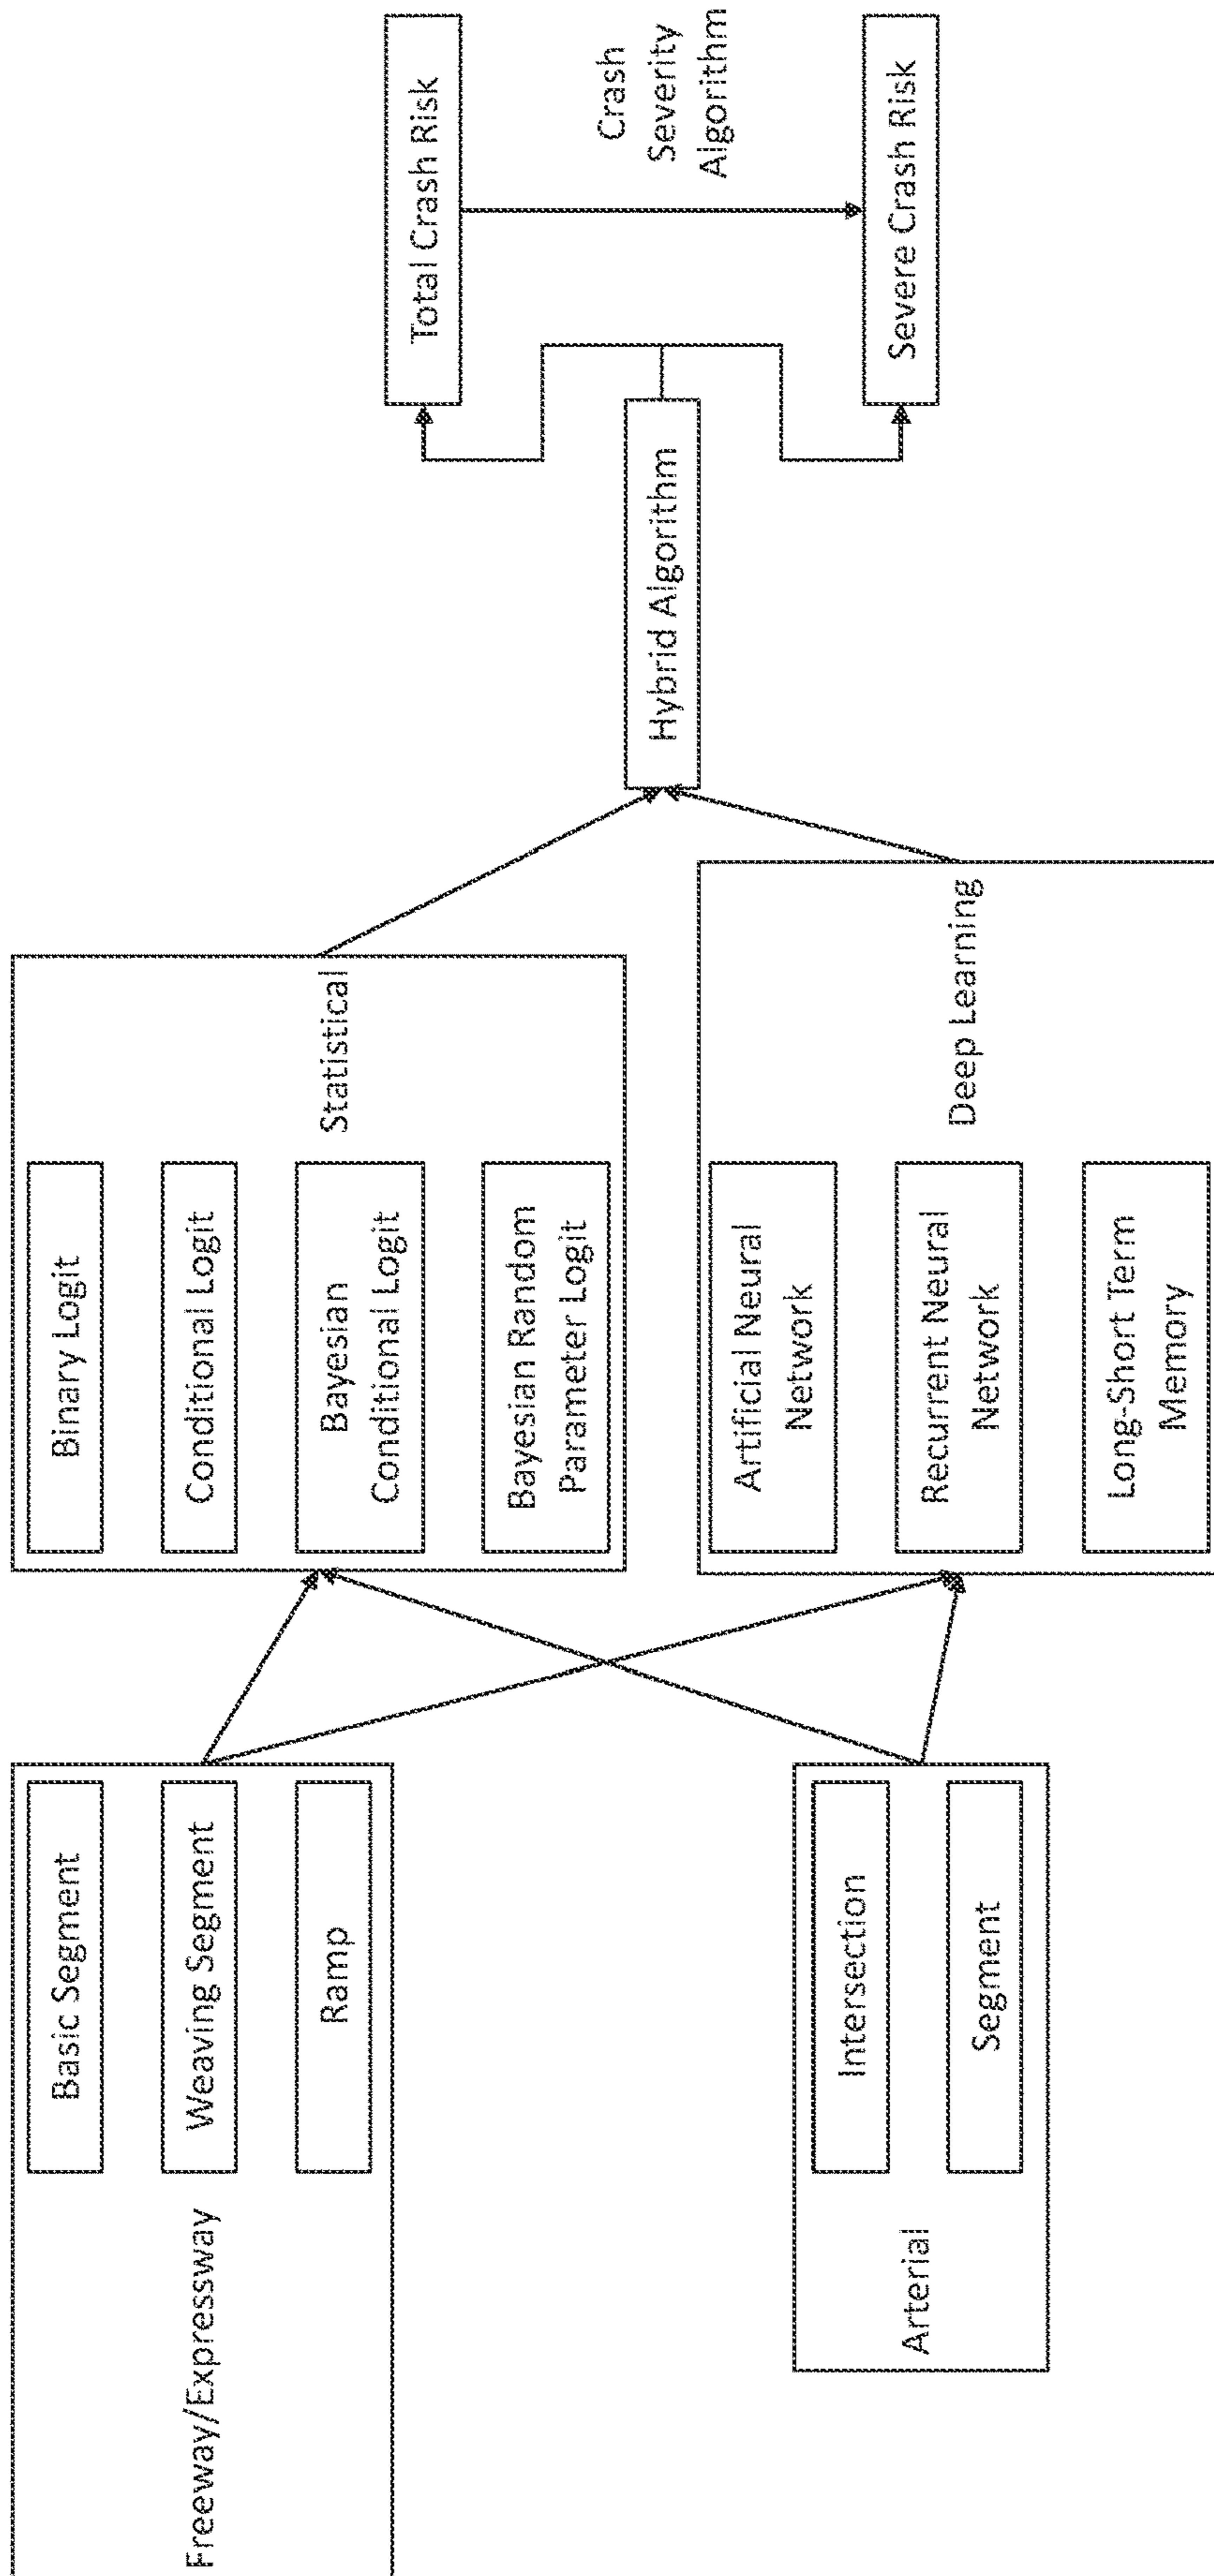 Freeway/Expressway
Basic Segment
Weaving Segment
Ramp
Arterial
Intersection
Segment
Binary Logit
Conditional Logit
Bayesian
Conditional Logit
Bayesian Random
Parameter Logit
Statistical
Artificial Neural
Network
Recurrent Neural
Network
Long-Short Term
Memory
Deep Learning
Hybrid Algorithm
Total Crash Risk
Crash
Severity
Algorithm
Severe Crash Risk